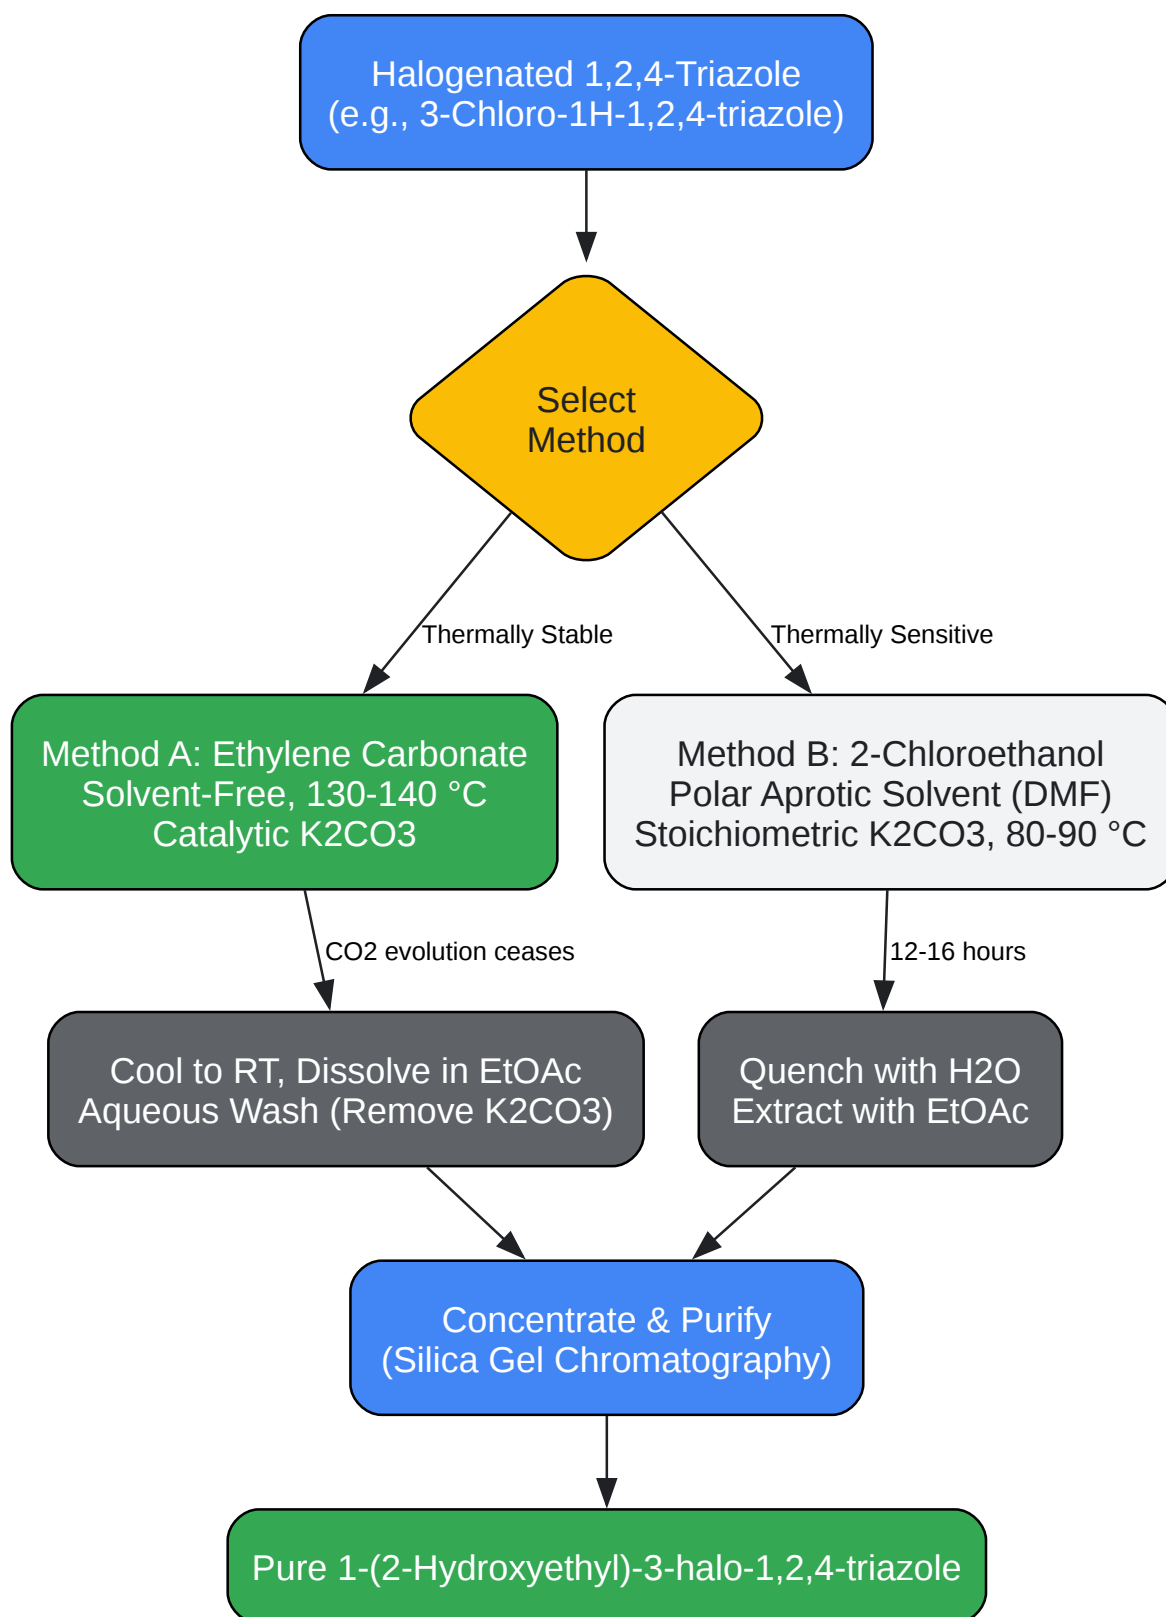 Halogenated 1,2,4-Triazole
(e.g., 3-Chloro-1H-1,2,4-triazole)
Select
Method
Thermally Stable
Thermally Sensitive
Method A: Ethylene Carbonate
Solvent-Free, 130-140 °C
Catalytic K2CO3
Method B: 2-Chloroethanol
Polar Aprotic Solvent (DMF)
Stoichiometric K2CO3, 80-90 °C
CO2 evolution ceases
12-16 hours
Cool to RT, Dissolve in EtOAc
Aqueous Wash (Remove K2CO3)
Quench with H2O
Extract with EtOAc
Concentrate & Purify
(Silica Gel Chromatography)
Pure 1-(2-Hydroxyethyl)-3-halo-1,2,4-triazole